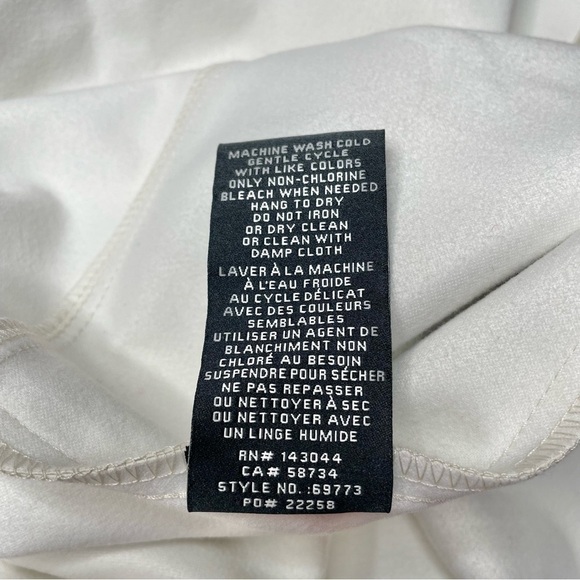 MACHINE WASH COLD
GENTLE CYCLE
WITH LIKE COLORS
ONLY NON-CHLORINE
BLEACH WHEN NEEDED
HANG TO DRY
DO NOT IRON
OR DRY CLEAN
OR CLEAN WITH
DAMP CLOTH
LAVER À LA MACHINE
À L'EAU FROIDE
AU CYCLE DÉLICAT
AVEC DES COULEURS
SEMBLABLES
UTILISER UN AGENT DE
BLANCHIMENT NON
CHLORÉ AU BESOIN
SUSPENDRE POUR SÉCHER
NE PAS REPASSER
OU NETTOYER À SEC
OU NETTOYER AVEC
UN LINGE HUMIDE
RN# 143044
CA# 58734
STYLE NO. :69773
PO# 22258